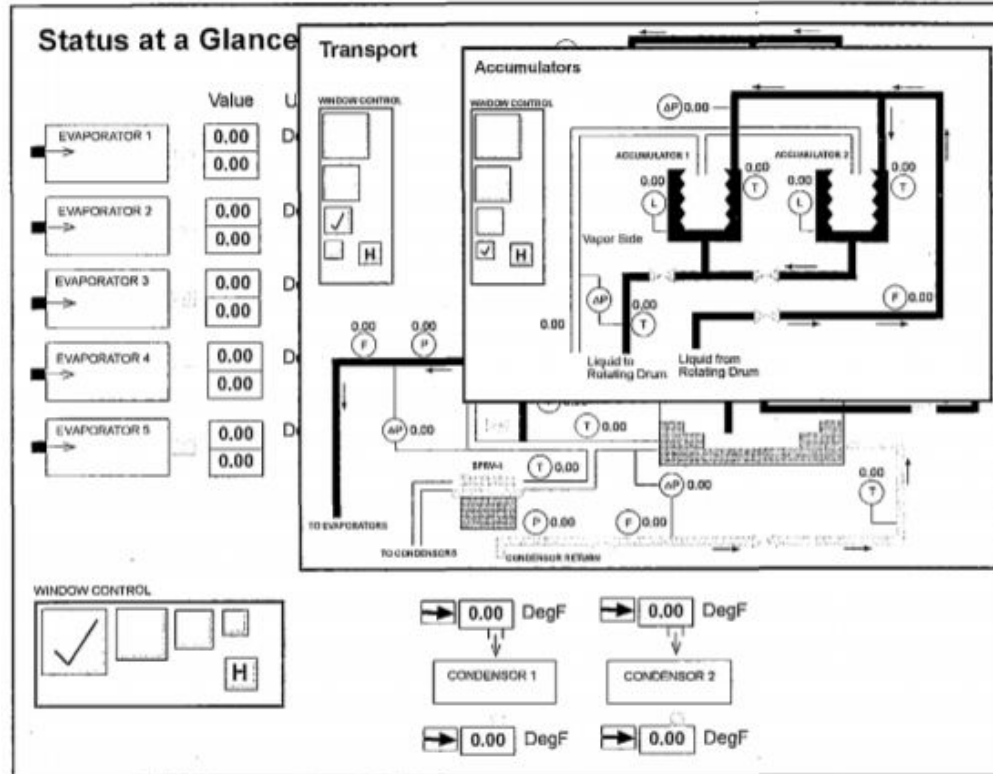 Status at a Glance
Value
EVAPORATOR 1
0.00
0.00
EVAPORATOR 2
0.00
0.00
EVAPORATOR 3
0.00
0.00
EVAPORATOR 4
0.00
0.00
EVAPORATOR 5
0.00
0.00
WINDOW CONTROL
H
0.00 DegF
0.00 DegF
CONDENSOR 1
CONDENSOR 2
0.00 DegF
0.00 DegF
Transport
WINDOW CONTROL
H
0.00
F
0.00
P
ΔP 0.00
T 0.00
BPRV-I
T 0.00
ΔP 0.00
0.00
T
P 0.00
F 0.00
TO EVAPORATORS
TO CONDENSORS
CONDENSOR RETURN
Accumulators
WINDOW CONTROL
H
ΔP 0.00
ACCUMULATOR 1
ACCUMULATOR 2
0.00
L
0.00
T
0.00
L
0.00
T
Vapor Side
ΔP
0.00
0.00
T
F 0.00
Liquid to
Rotating Drum
Liquid from
Rotating Drum